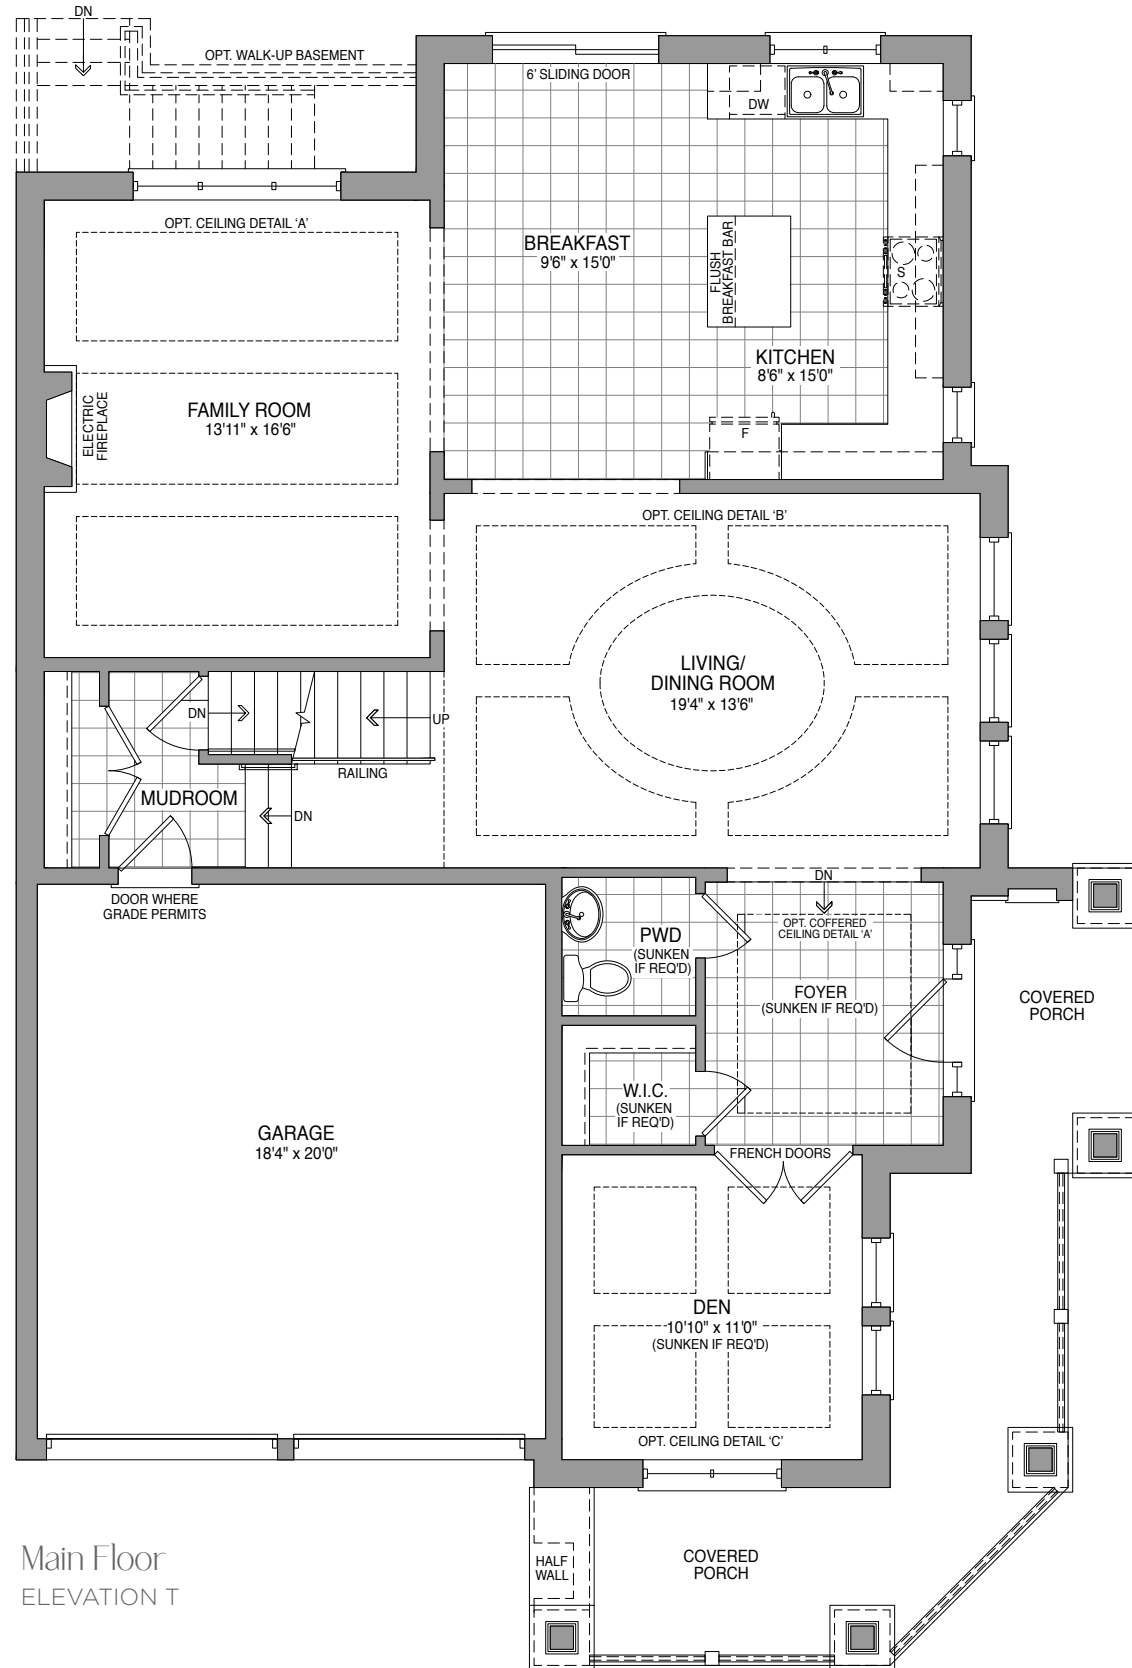 DN
OPT. WALK-UP BASEMENT
6' SLIDING DOOR
DW
OPT. CEILING DETAIL 'A'
BREAKFAST
9'6" x 15'0"
FLUSH
BREAKFAST BAR
S
KITCHEN
8'6" x 15'0"
ELECTRIC
FIREPLACE
FAMILY ROOM
13'11" x 16'6"
F
OPT. CEILING DETAIL 'B'
LIVING/
DINING ROOM
19'4" x 13'6"
DN
UP
RAILING
MUDROOM
DN
DOOR WHERE
GRADE PERMITS
DN
OPT. COFFERED
CEILING DETAIL 'A'
PWD
(SUNKEN
IF REQ'D)
FOYER
(SUNKEN IF REQ'D)
COVERED
PORCH
W.I.C.
(SUNKEN
IF REQ'D)
GARAGE
18'4" x 20'0"
FRENCH DOORS
DEN
10'10" x 11'0"
(SUNKEN IF REQ'D)
OPT. CEILING DETAIL 'C'
HALF
WALL
COVERED
PORCH
Main Floor
ELEVATION T